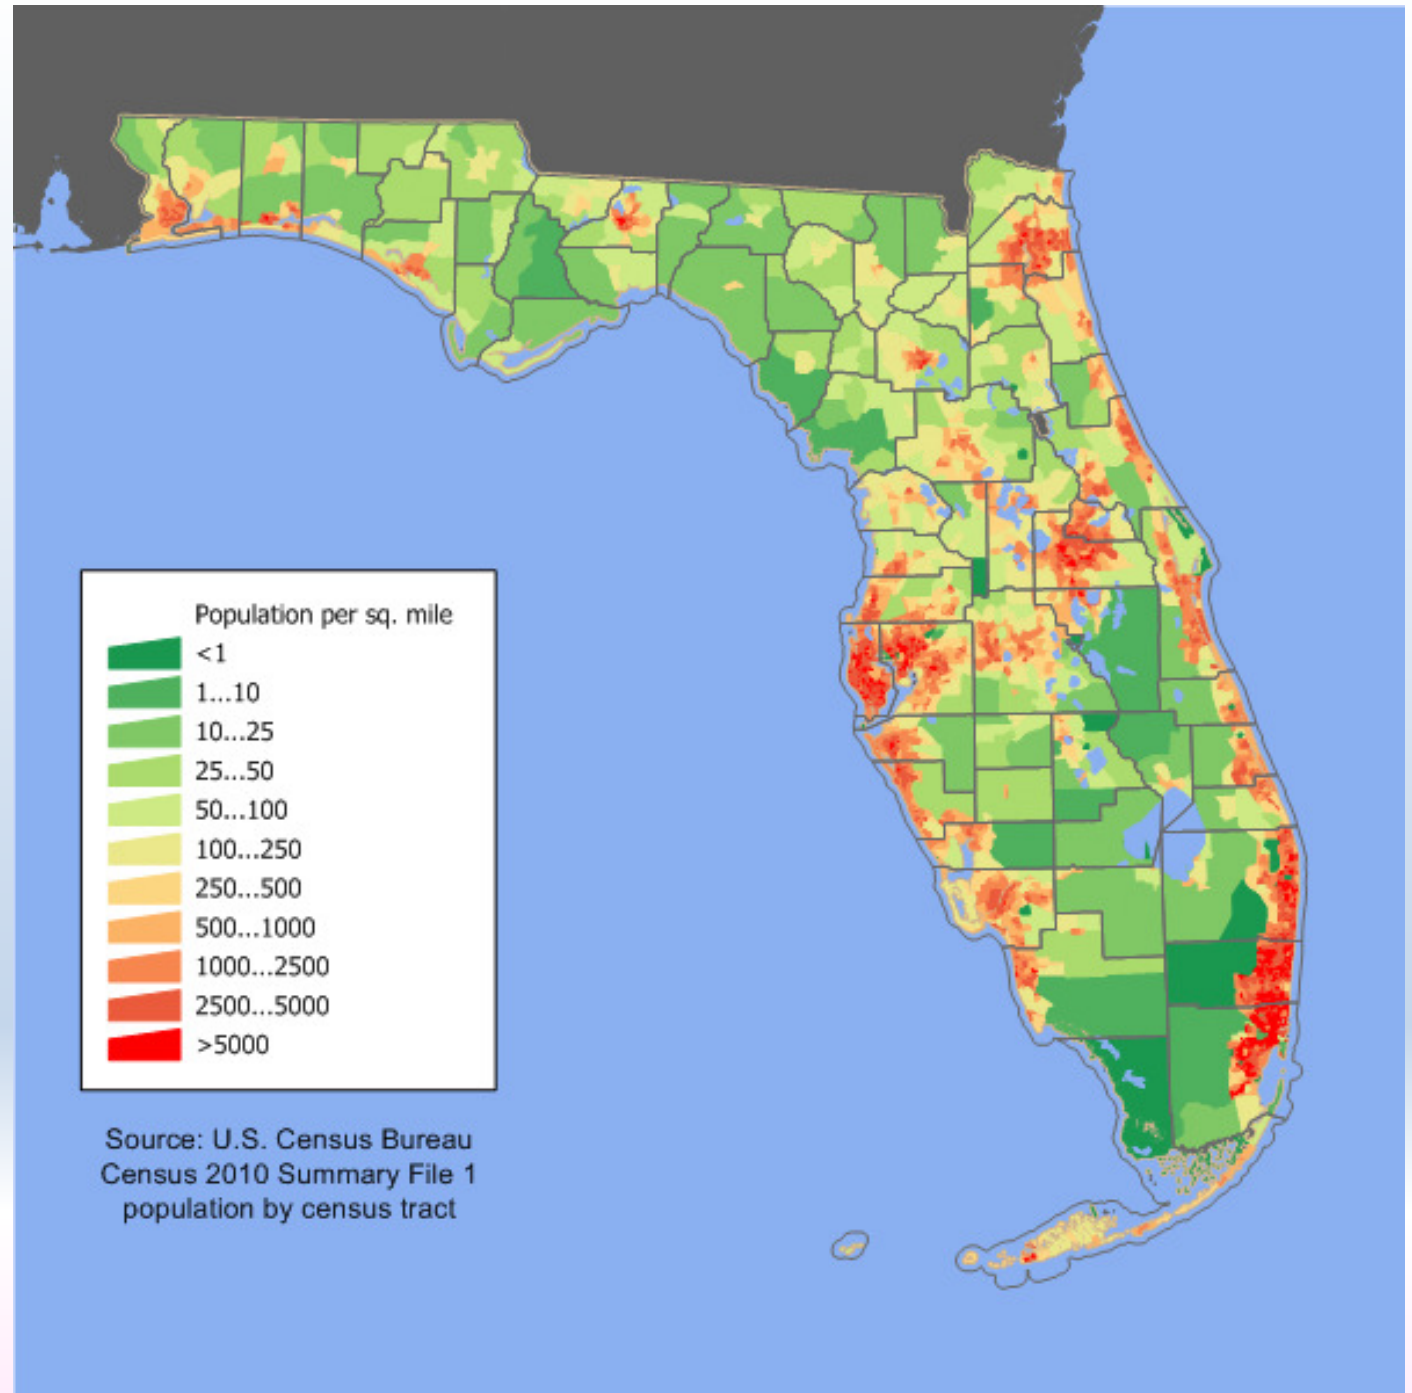 Population per sq. mile
<1
1...10
10...25
25...50
50...100
100...250
250...500
500...1000
1000...2500
2500...5000
>5000
Source: U.S. Census Bureau
Census 2010 Summary File 1
population by census tract